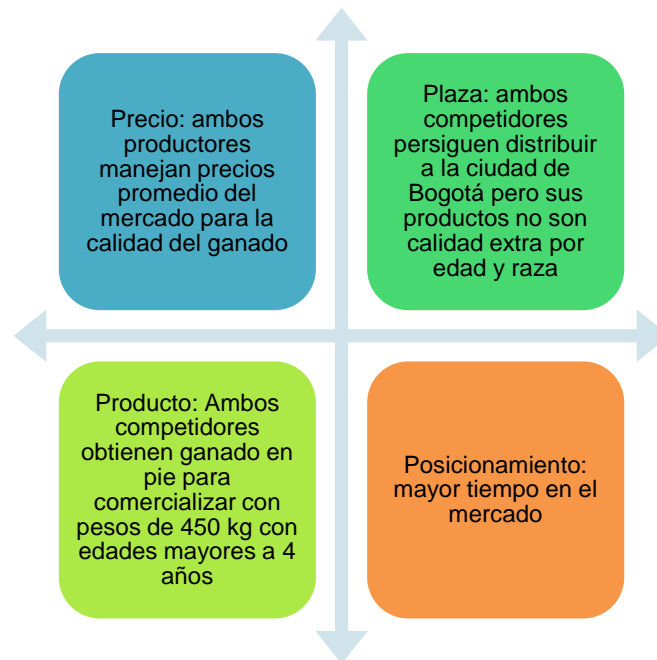 Precio: ambos
productores
manejan precios
promedio del
mercado para la
calidad del ganado
Plaza: ambos
competidores
persiguen distribuir
a la ciudad de
Bogotá pero sus
productos no son
calidad extra por
edad y raza
Producto: Ambos
competidores
obtienen ganado en
pie para
comercializar con
pesos de 450 kg con
edades mayores a 4
años
Posicionamiento:
mayor tiempo en el
mercado